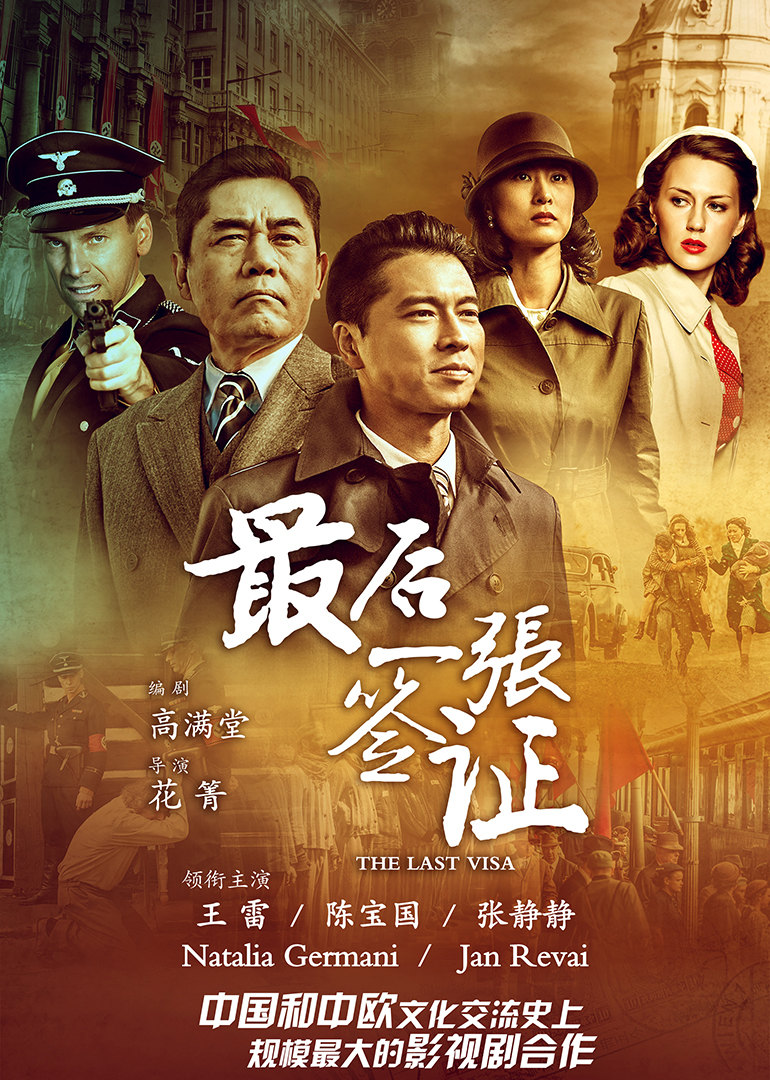 最后
一張
签证
THE LAST VISA
编剧
高满堂
导演
花箐
领衔主演
王雷 / 陈宝国 / 张静静
Natalia Germani / Jan Revai
中国和中欧文化交流史上
规模最大的影视剧合作